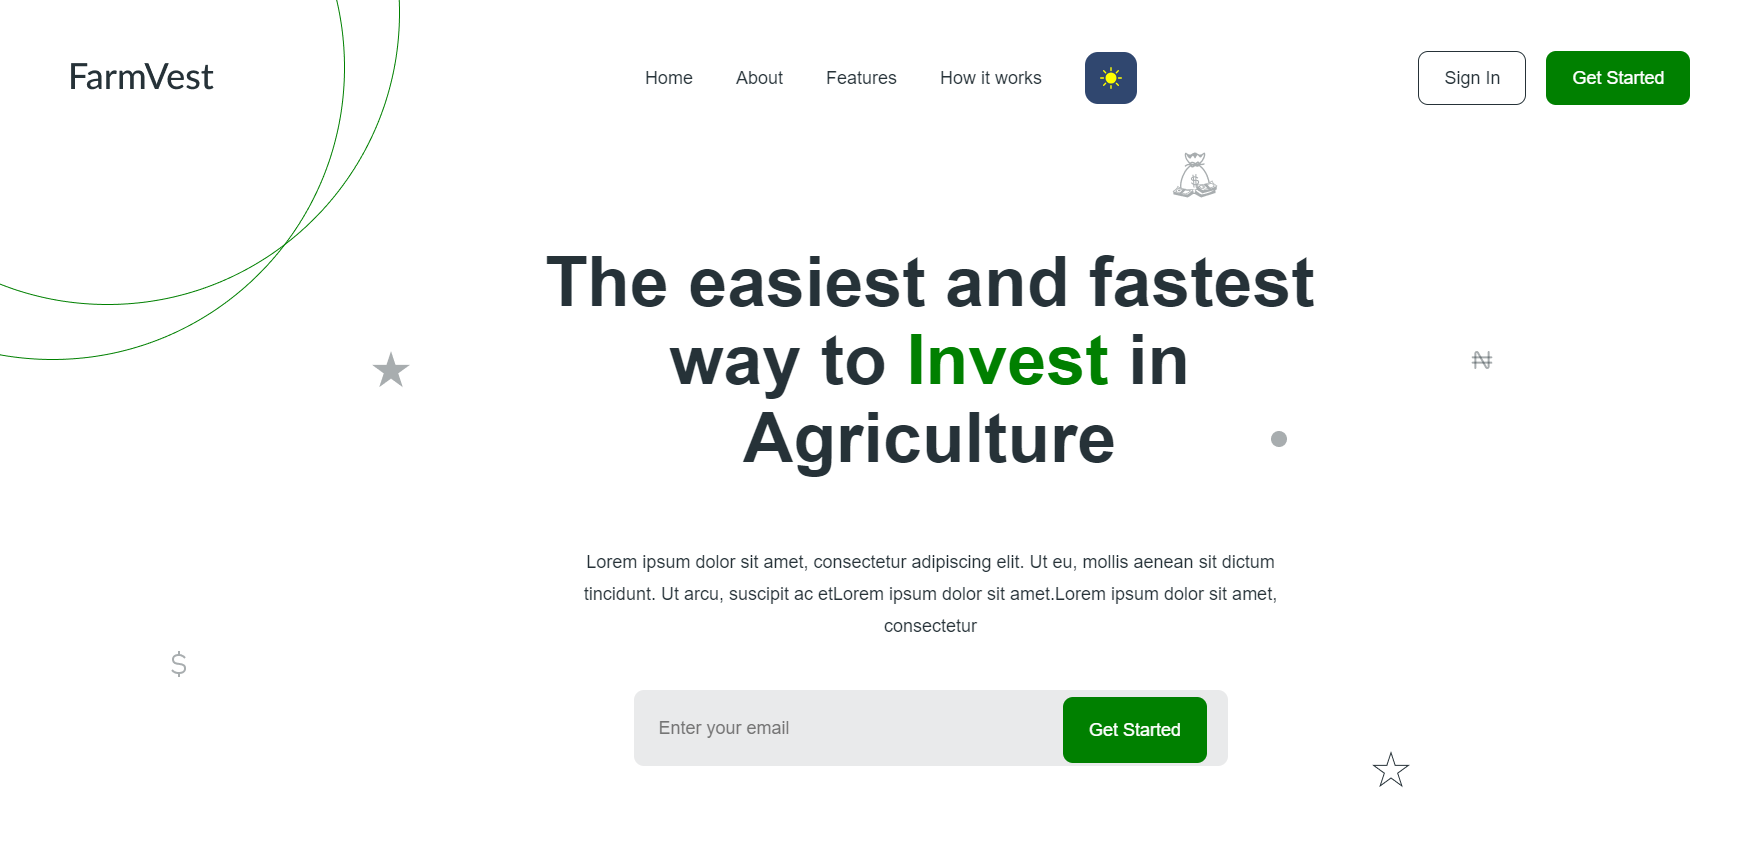 FarmVest
Home
About
Features
How it works
Sign In
Get Started
$
The easiest and fastest
way to Invest in
Agriculture
₦
Lorem ipsum dolor sit amet, consectetur adipiscing elit. Ut eu, mollis aenean sit dictum
tincidunt. Ut arcu, suscipit ac etLorem ipsum dolor sit amet.Lorem ipsum dolor sit amet,
consectetur
$
Enter your email
Get Started